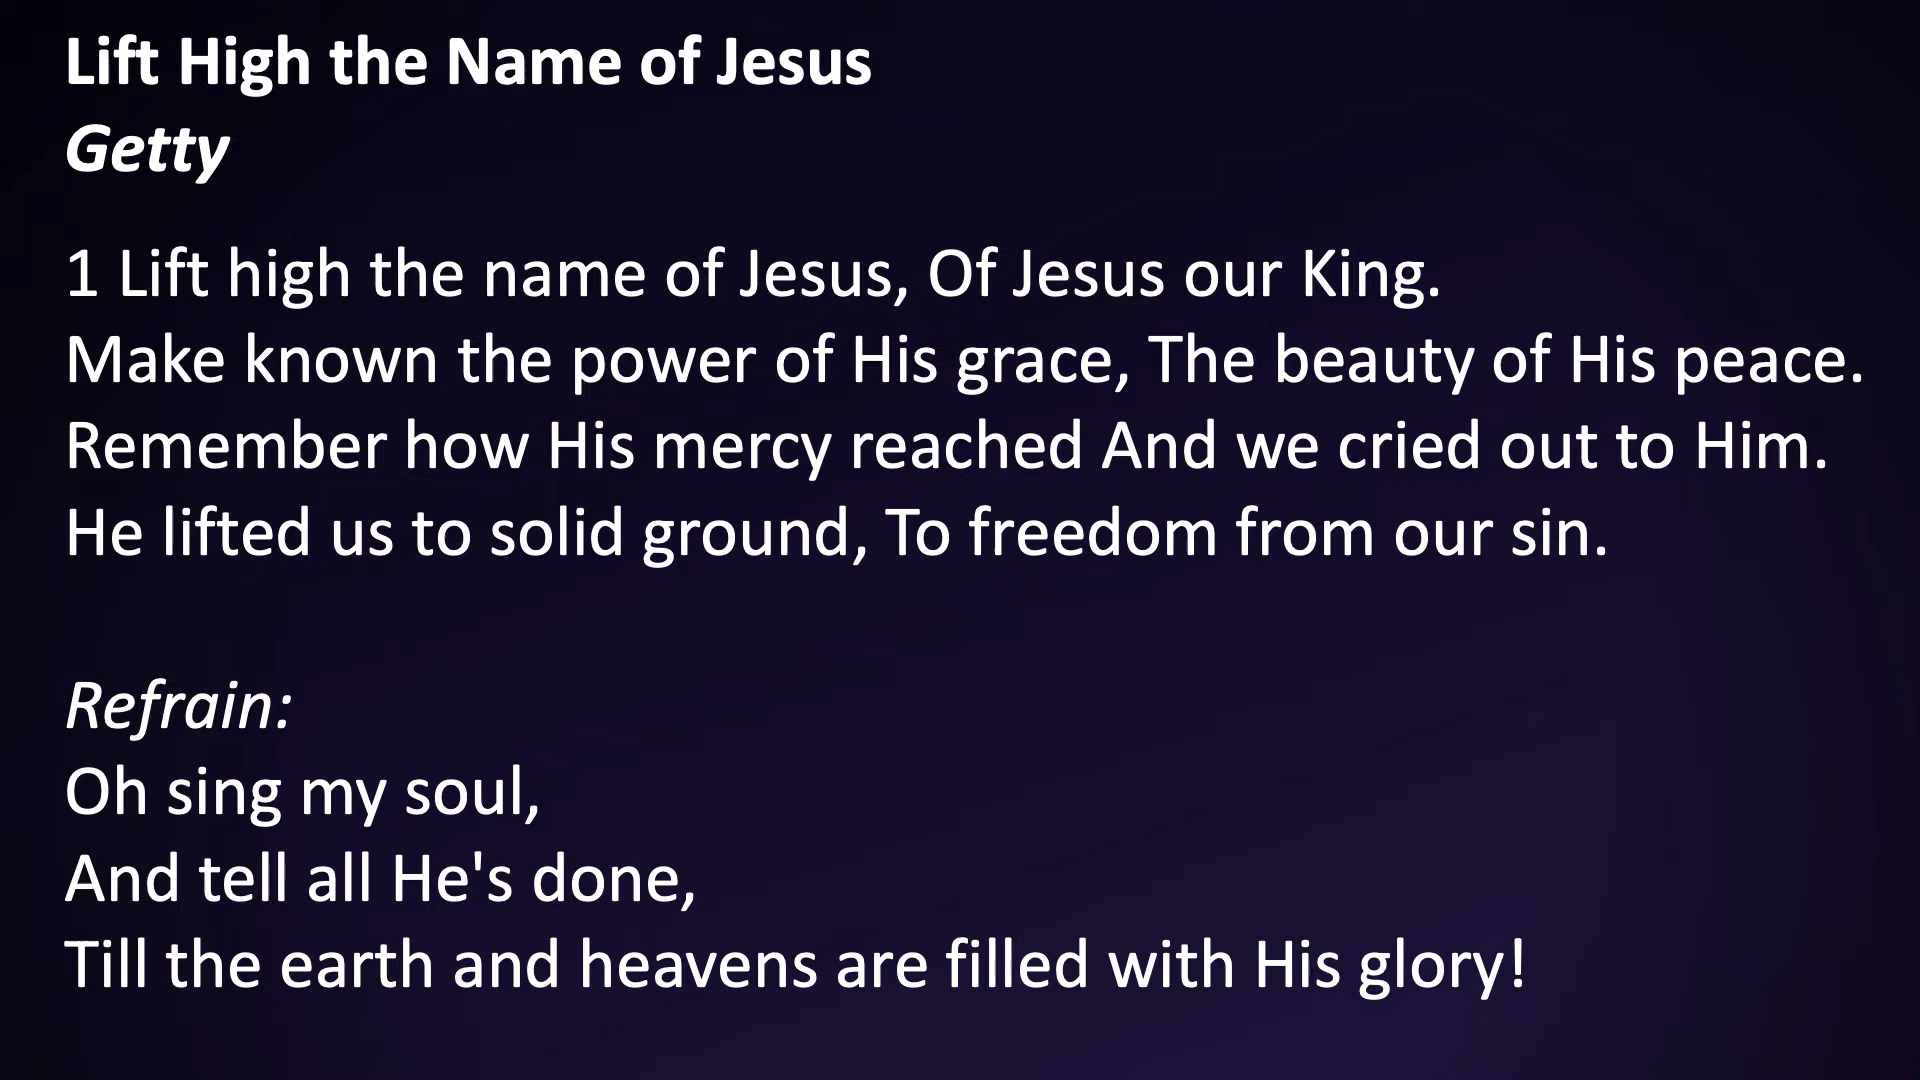 Lift High the Name of Jesus
Getty
1 Lift high the name of Jesus, Of Jesus our King.
Make known the power of His grace, The beauty of His peace.
Remember how His mercy reached And we cried out to Him.
He lifted us to solid ground, To freedom from our sin.
Refrain:
Oh sing my soul,
And tell all He's done,
Till the earth and heavens are filled with His glory!